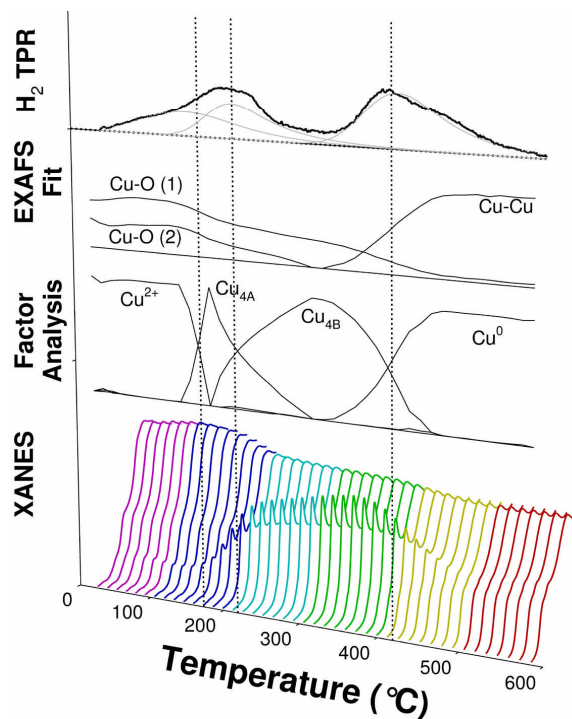 H₂ TPR
EXAFS
Fit
Cu-O (1)
Cu-Cu
Cu-O (2)
Factor
Analysis
Cu²⁺
Cu₄A
Cu₄B
Cu⁰
XANES
0
100
200
300
400
500
600
Temperature (°C)